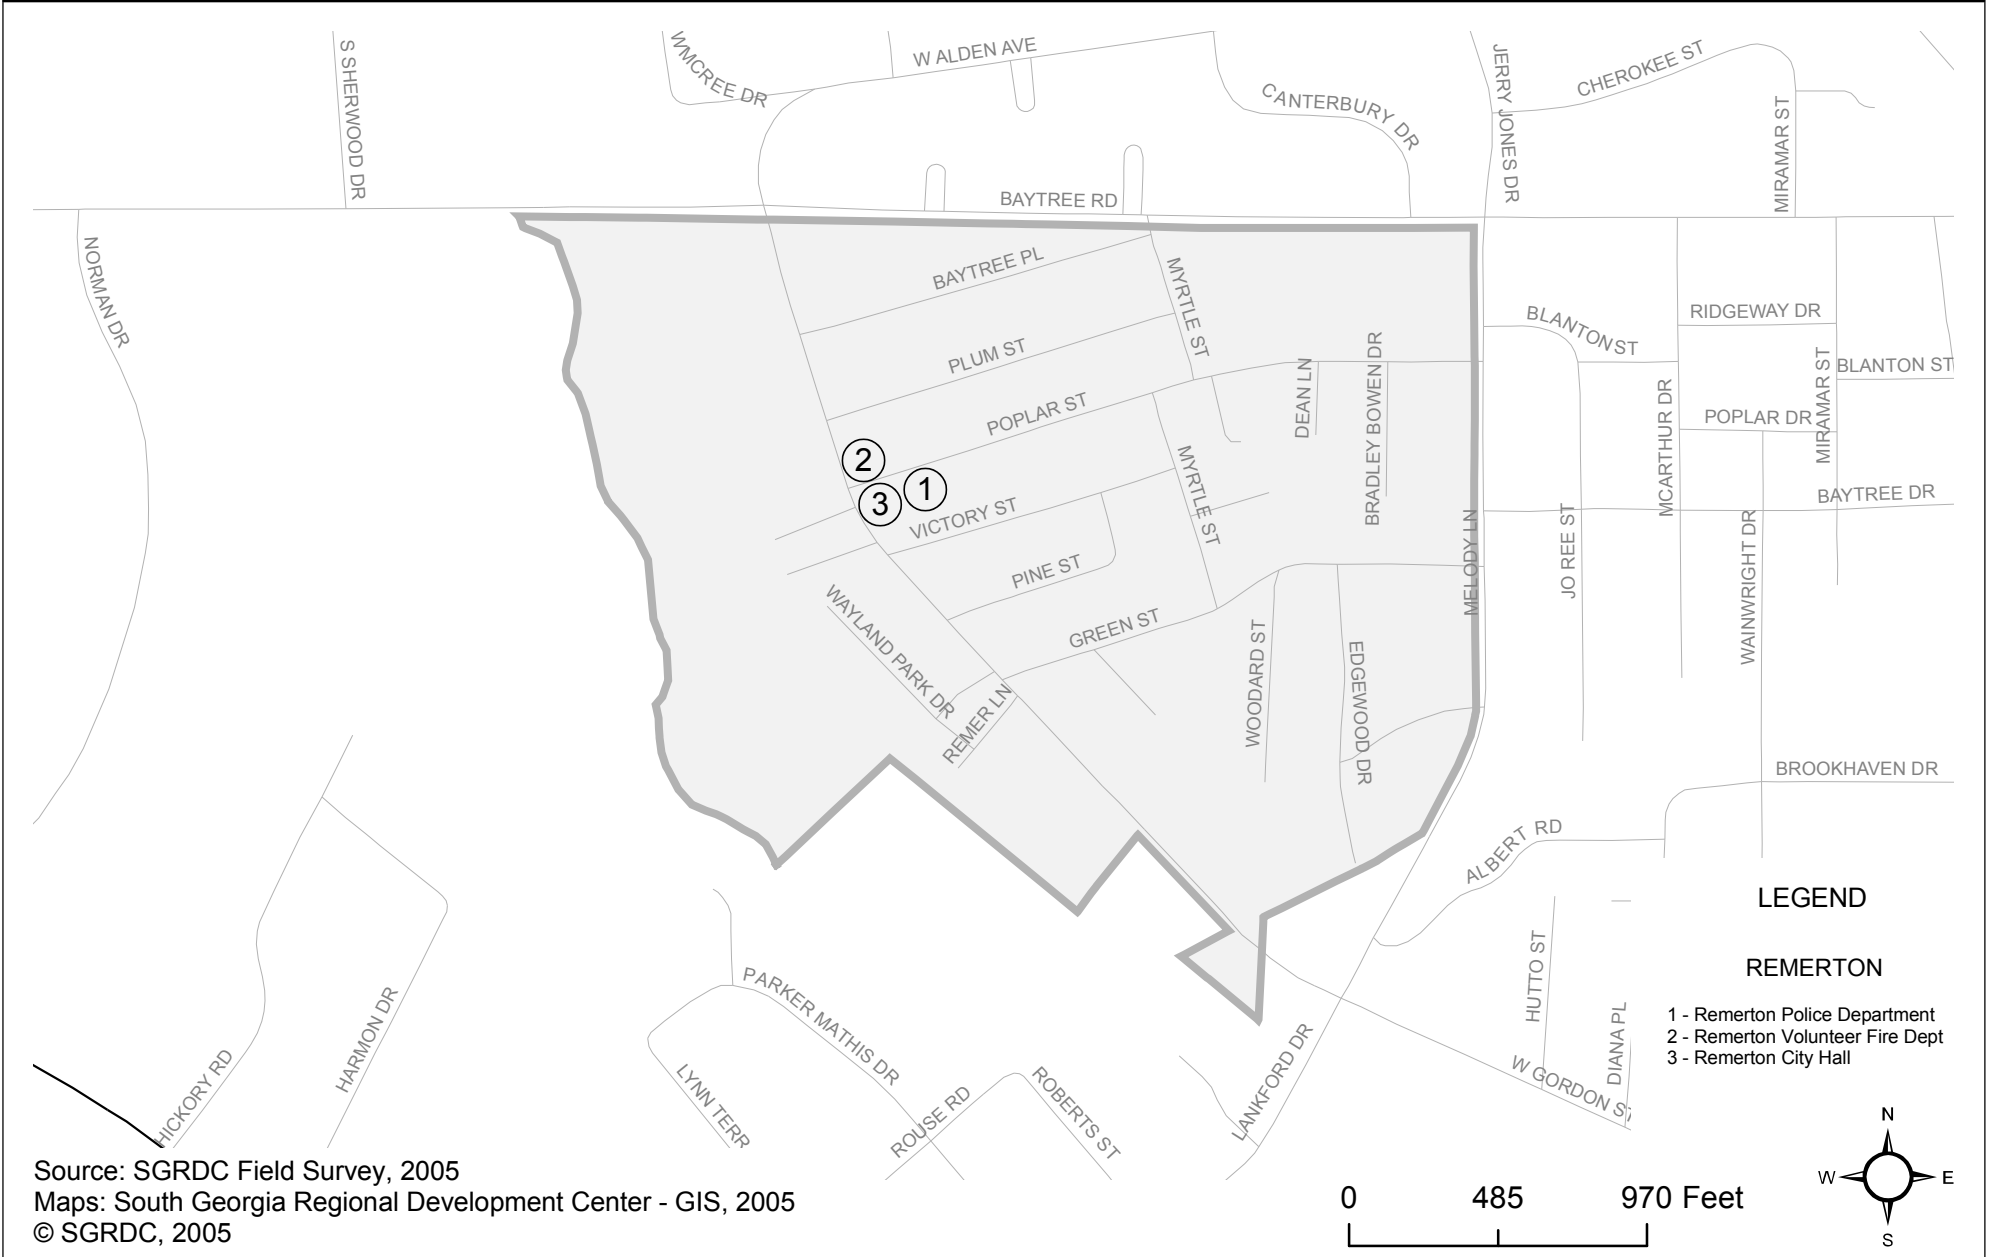 S SHERWOOD DR
W MCREE DR
W ALDEN AVE
CANTERBURY DR
JERRY JONES DR
CHEROKEE ST
MIRAMAR ST
BAYTREE RD
NORMAN DR
BAYTREE PL
MYRTLE ST
PLUM ST
POPLAR ST
DEAN LN
BRADLEY BOWEN DR
BLANTON ST
RIDGEWAY DR
BLANTON ST
MIRAMAR ST
MCARTHUR DR
POPLAR DR
2
3
1
VICTORY ST
MYRTLE ST
BAYTREE DR
MELODY LN
JO REE ST
WAINWRIGHT DR
PINE ST
WAYLAND PARK DR
GREEN ST
WOODARD ST
EDGEWOOD DR
REMER LN
BROOKHAVEN DR
ALBERT RD
LEGEND
REMERTON
1 - Remerton Police Department
2 - Remerton Volunteer Fire Dept
3 - Remerton City Hall
HUTTO ST
DIANA PL
W GORDON ST
HICKORY RD
HARMON DR
PARKER MATHIS DR
LYNN TERR
ROUSE RD
ROBERTS ST
LANKFORD DR
N
W E
S
Source: SGRDC Field Survey, 2005
Maps: South Georgia Regional Development Center - GIS, 2005
© SGRDC, 2005
0 485 970 Feet